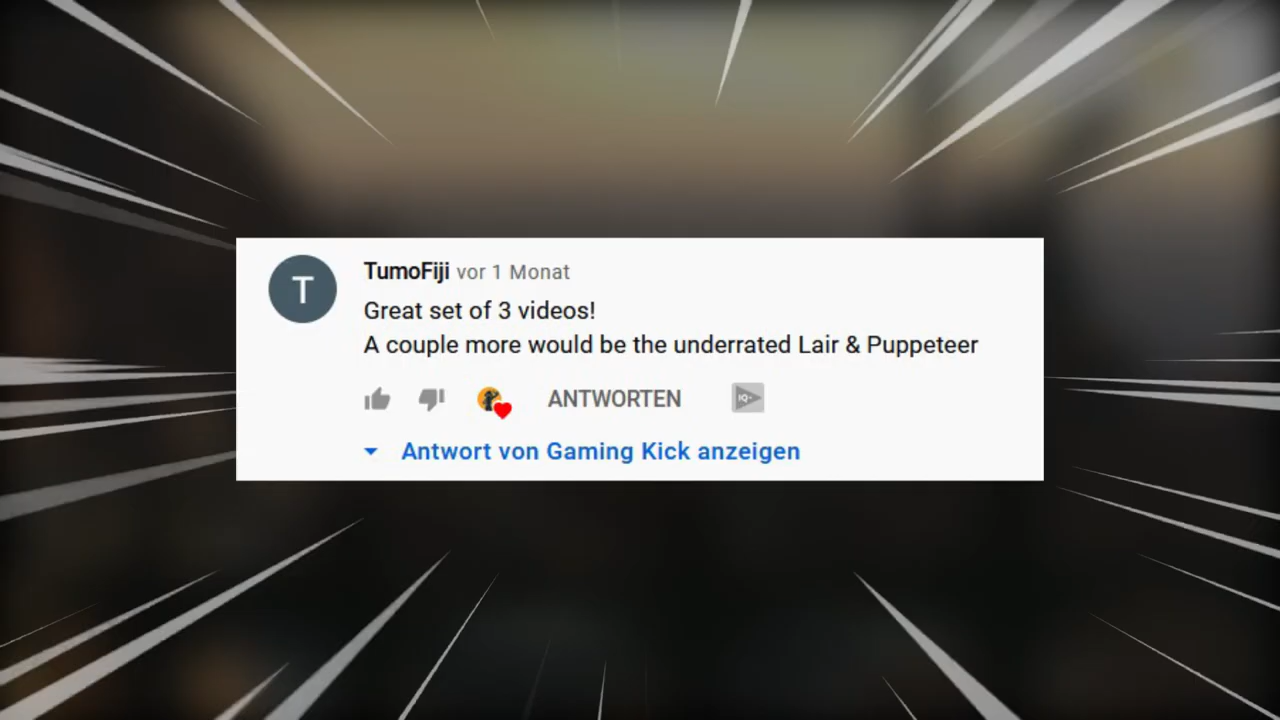 T
TumoFiji vor 1 Monat
Great set of 3 videos!
A couple more would be the underrated Lair & Puppeteer
ANTWORTEN
IQ
Antwort von Gaming Kick anzeigen